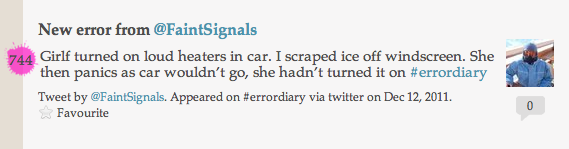 New error from @FaintSignals
744
Girlf turned on loud heaters in car. I scraped ice off windscreen. She
then panics as car wouldn't go, she hadn't turned it on #errordiary
Tweet by @FaintSignals. Appeared on #errordiary via twitter on Dec 12, 2011.
Favourite
0